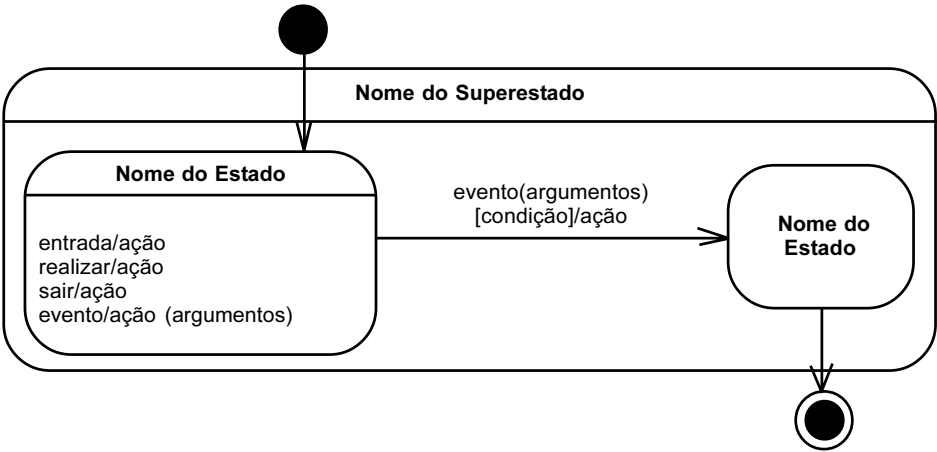 Nome do Superestado
Nome do Estado
entrada/ação
realizar/ação
sair/ação
evento/ação (argumentos)
evento(argumentos)
[condição]/ação
Nome do
Estado